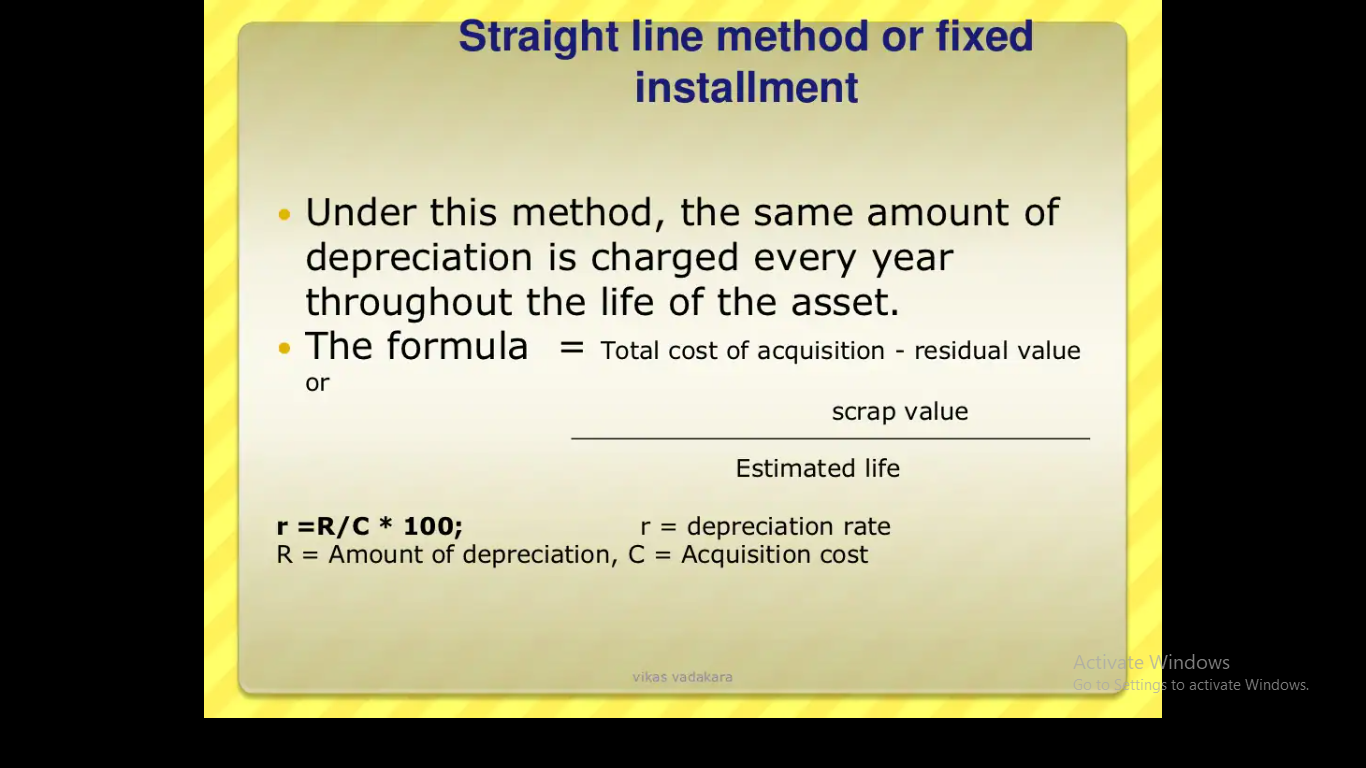 Straight line method or fixed
installment
• Under this method, the same amount of
depreciation is charged every year
throughout the life of the asset.
• The formula = Total cost of acquisition - residual value
or
scrap value
Estimated life
r =R/C * 100; r = depreciation rate
R = Amount of depreciation, C = Acquisition cost
vikas vadakara
Activate Windows
Go to Settings to activate Windows.